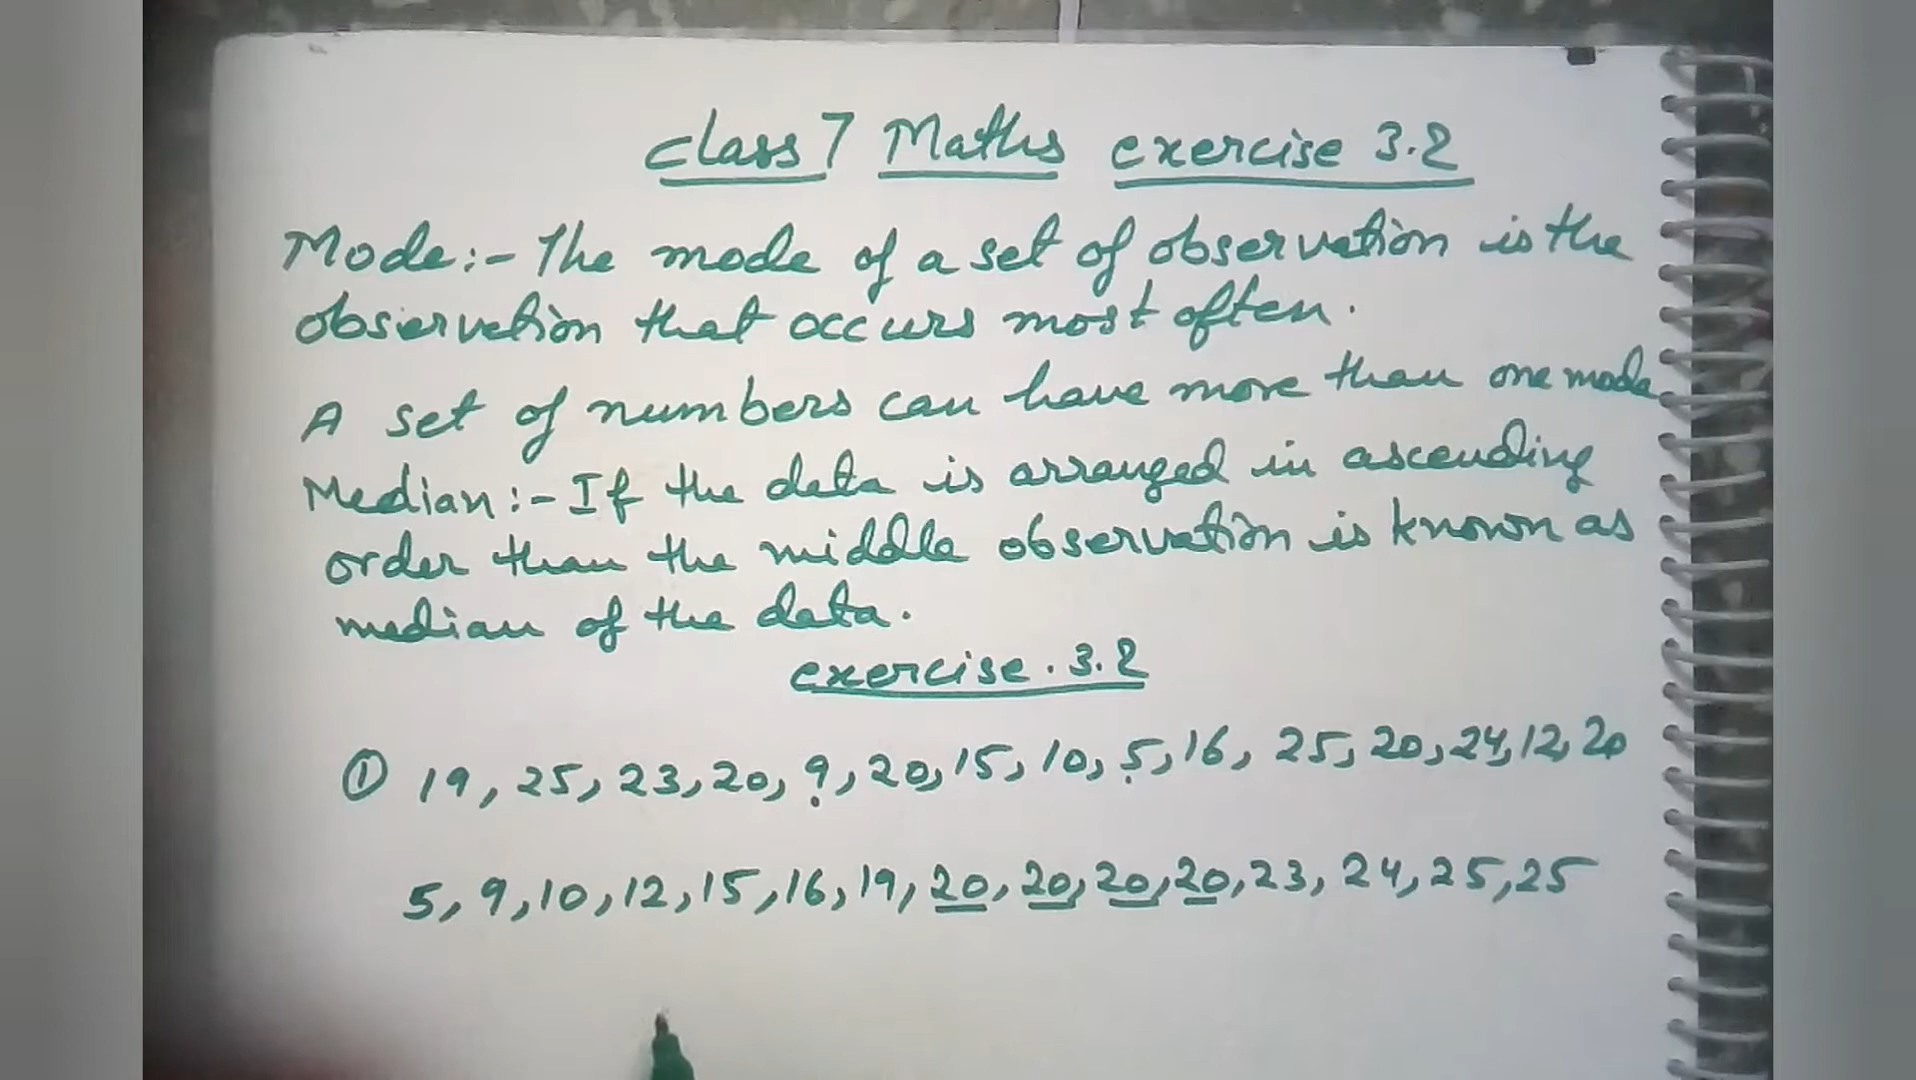 class 7 Maths exercise 3.2
Mode:- The mode of a set of observation is the
observation that occurs most often.
A set of numbers can have more than one mode
Median:- If the data is arranged in ascending
order than the middle observation is known as
median of the data.
exercise. 3.2
① 19, 25, 23, 20, 9, 20, 15, 10, 5, 16, 25, 20, 24, 12, 20
5, 9, 10, 12, 15, 16, 19, 20, 20, 20, 20, 23, 24, 25, 25